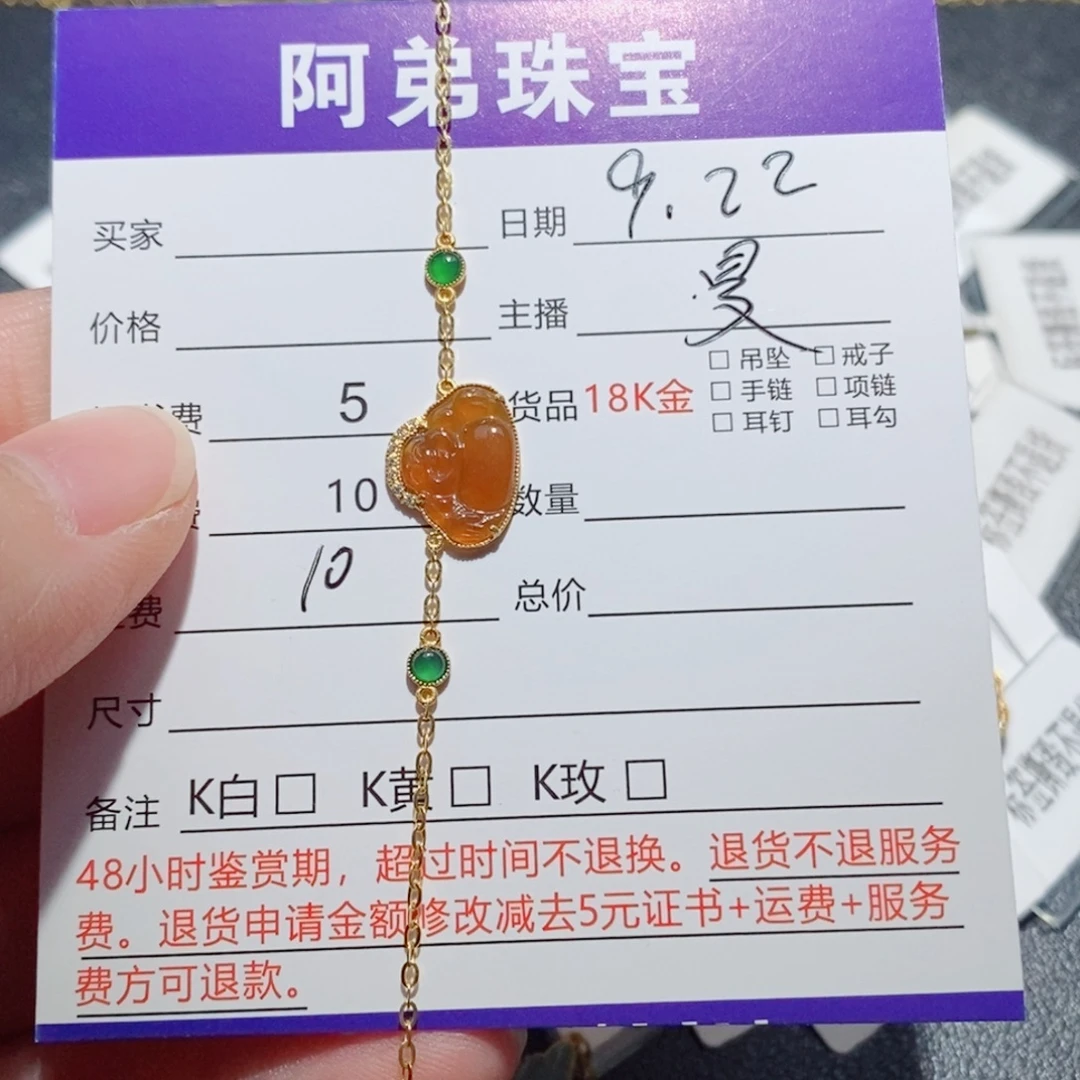 阿弟珠宝
买家 日期 9.22
价格 主播
费 5 货品 18K金 □ 吊坠 □ 戒子
□ 手链 □ 项链
□ 耳钉 □ 耳勾
费 10 数量
费 10 总价
尺寸
备注 K白□ K黄□ K玫□
48小时鉴赏期，超过时间不退换。退货不退服务
费。退货申请金额修改减去5元证书+运费+服务
费方可退款。